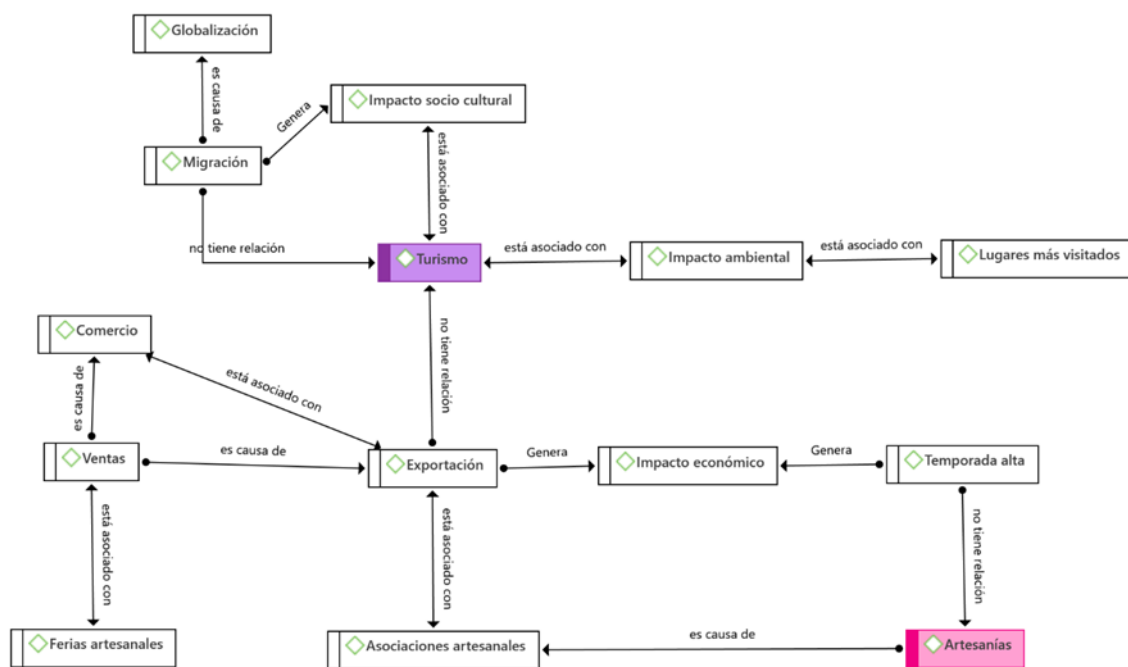 Globalización
es causa de
Genera
Impacto socio cultural
Migración
está asociado con
no tiene relación
Turismo
está asociado con
Impacto ambiental
está asociado con
Lugares más visitados
Comercio
es causa de
está asociado con
no tiene relación
Ventas
es causa de
Exportación
Genera
Impacto económico
Genera
Temporada alta
está asociado con
está asociado con
no tiene relación
Ferias artesanales
Asociaciones artesanales
es causa de
Artesanías